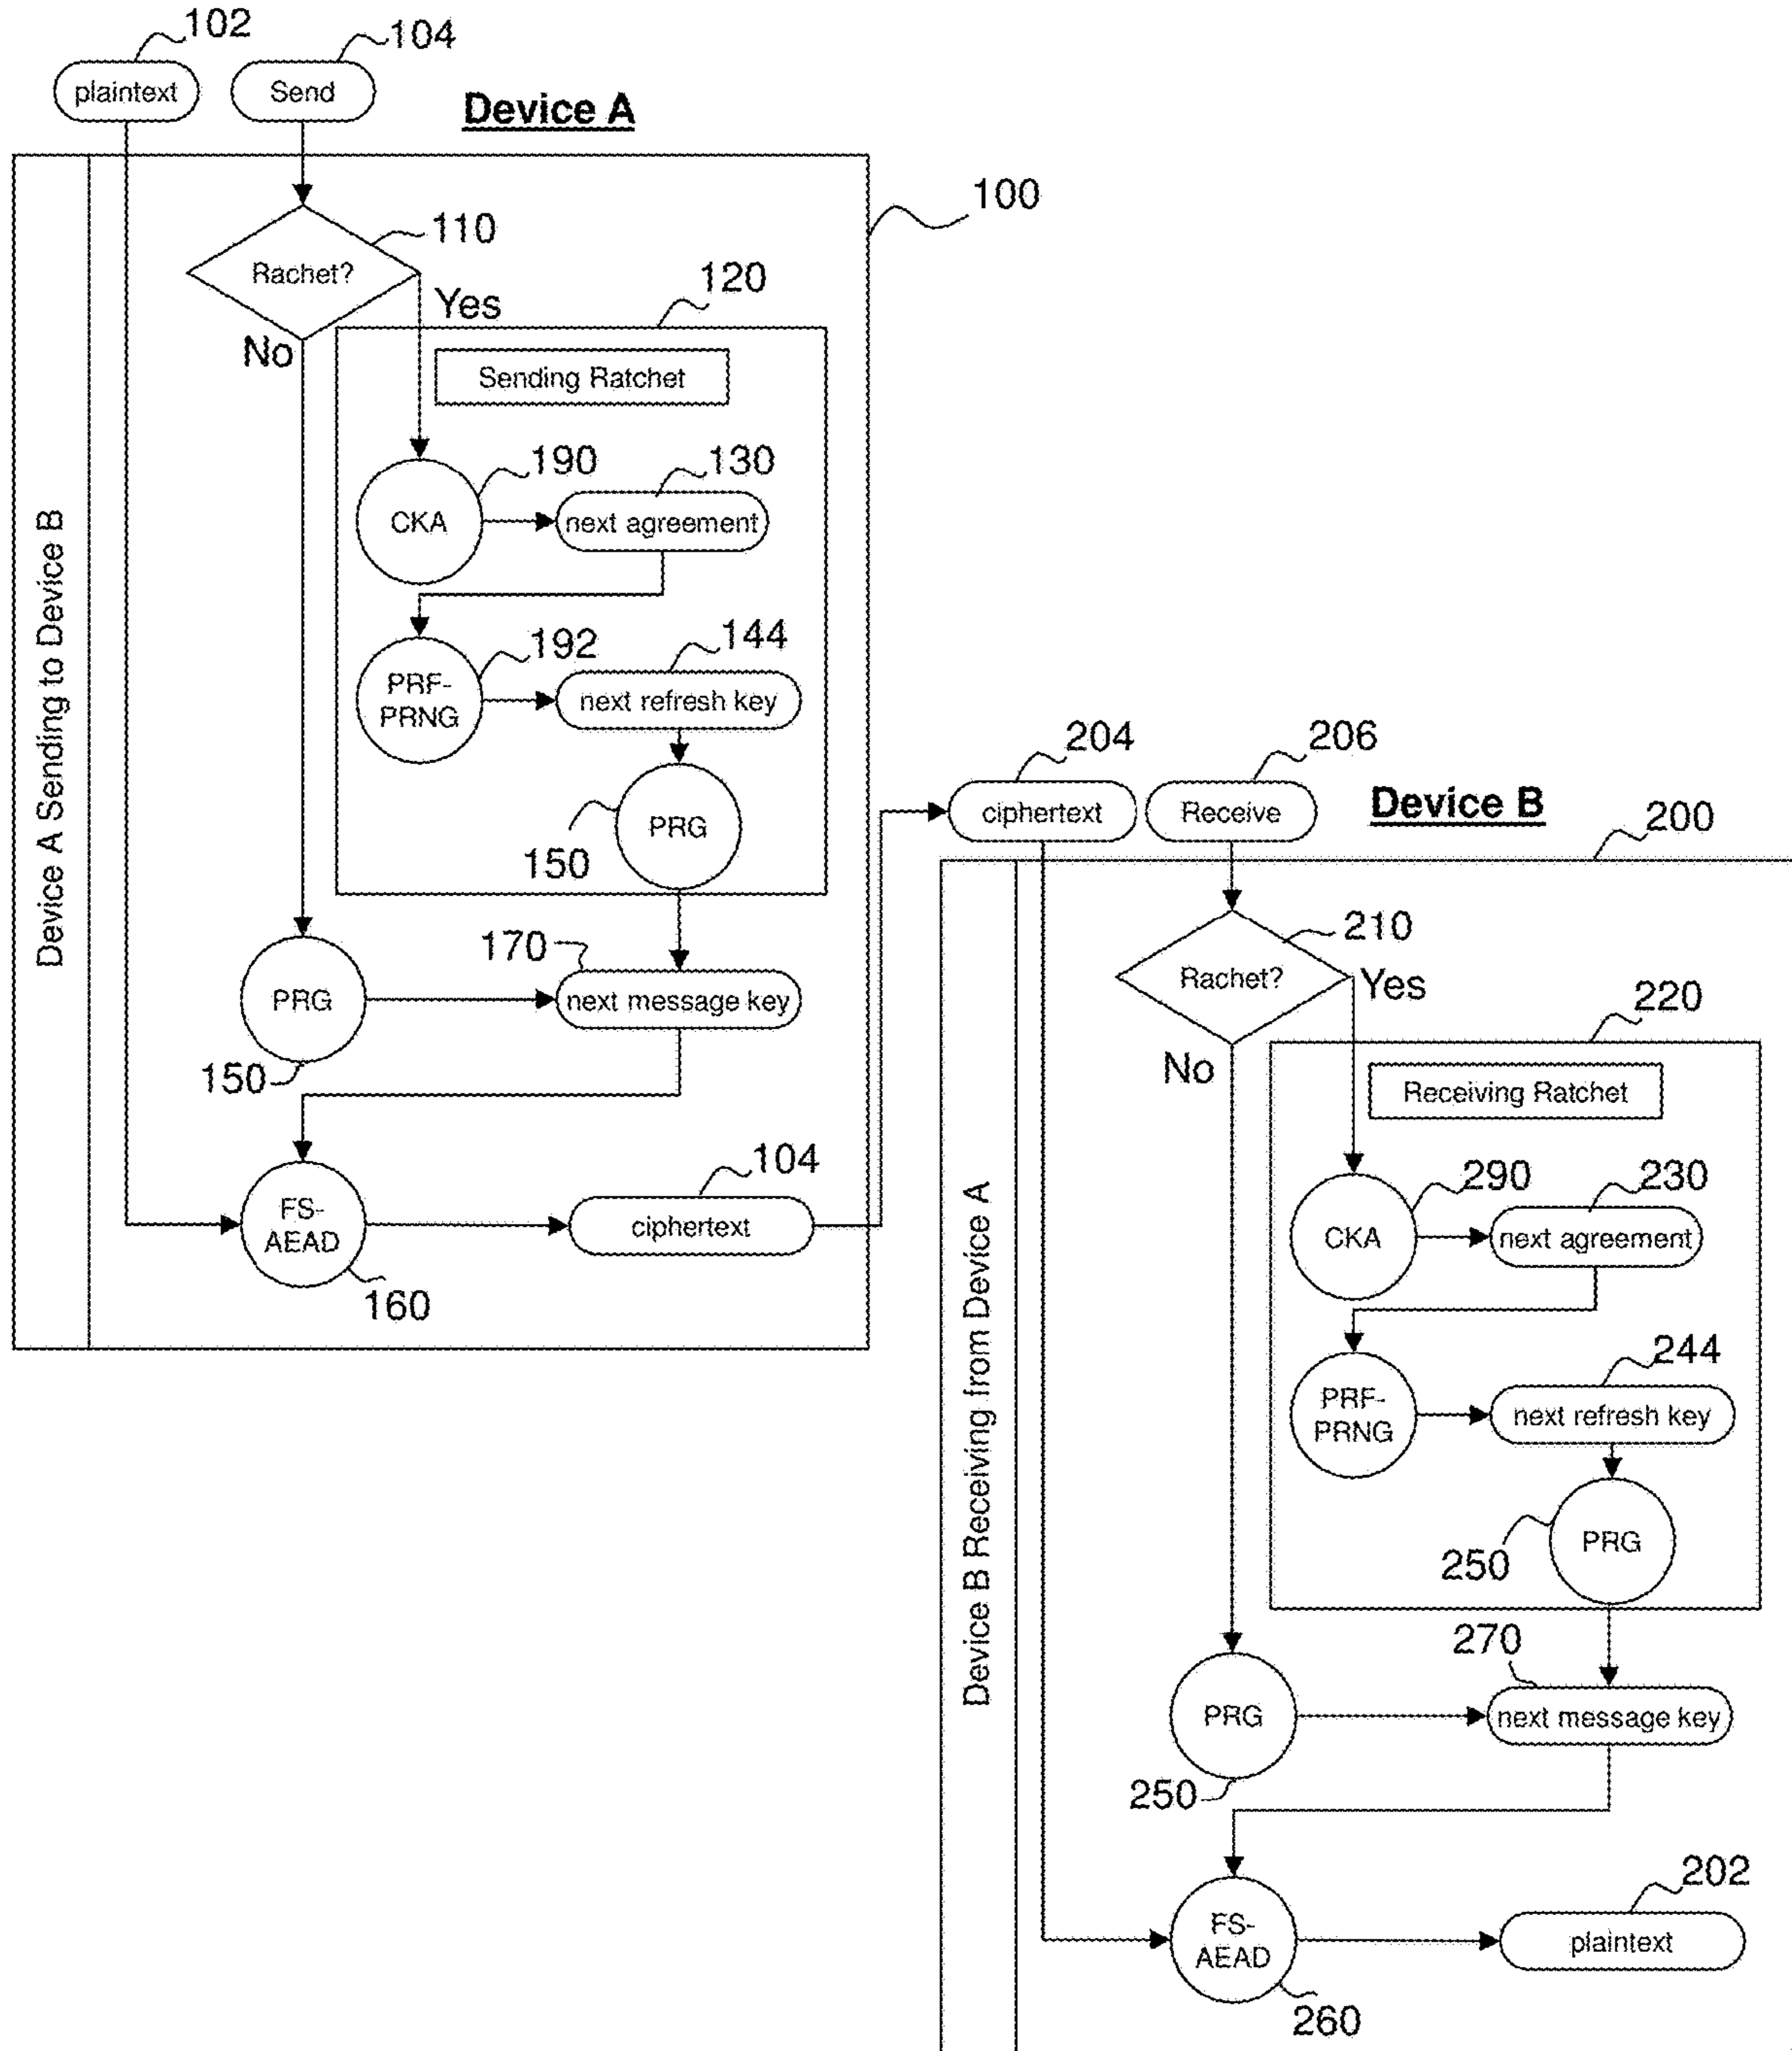 102
104
plaintext
Send
Device A
100
110
Rachet?
Yes
No
120
Sending Ratchet
190
130
CKA
next agreement
192
144
PRF-
PRNG
next refresh key
150
PRG
170
PRG
next message key
150
104
FS-
AEAD
ciphertext
160
Device A Sending to Device B
204
206
ciphertext
Receive
Device B
200
210
Rachet?
Yes
No
220
Receiving Ratchet
290
230
CKA
next agreement
244
PRF-
PRNG
next refresh key
250
PRG
270
PRG
next message key
250
202
FS-
AEAD
plaintext
260
Device B Receiving from Device A